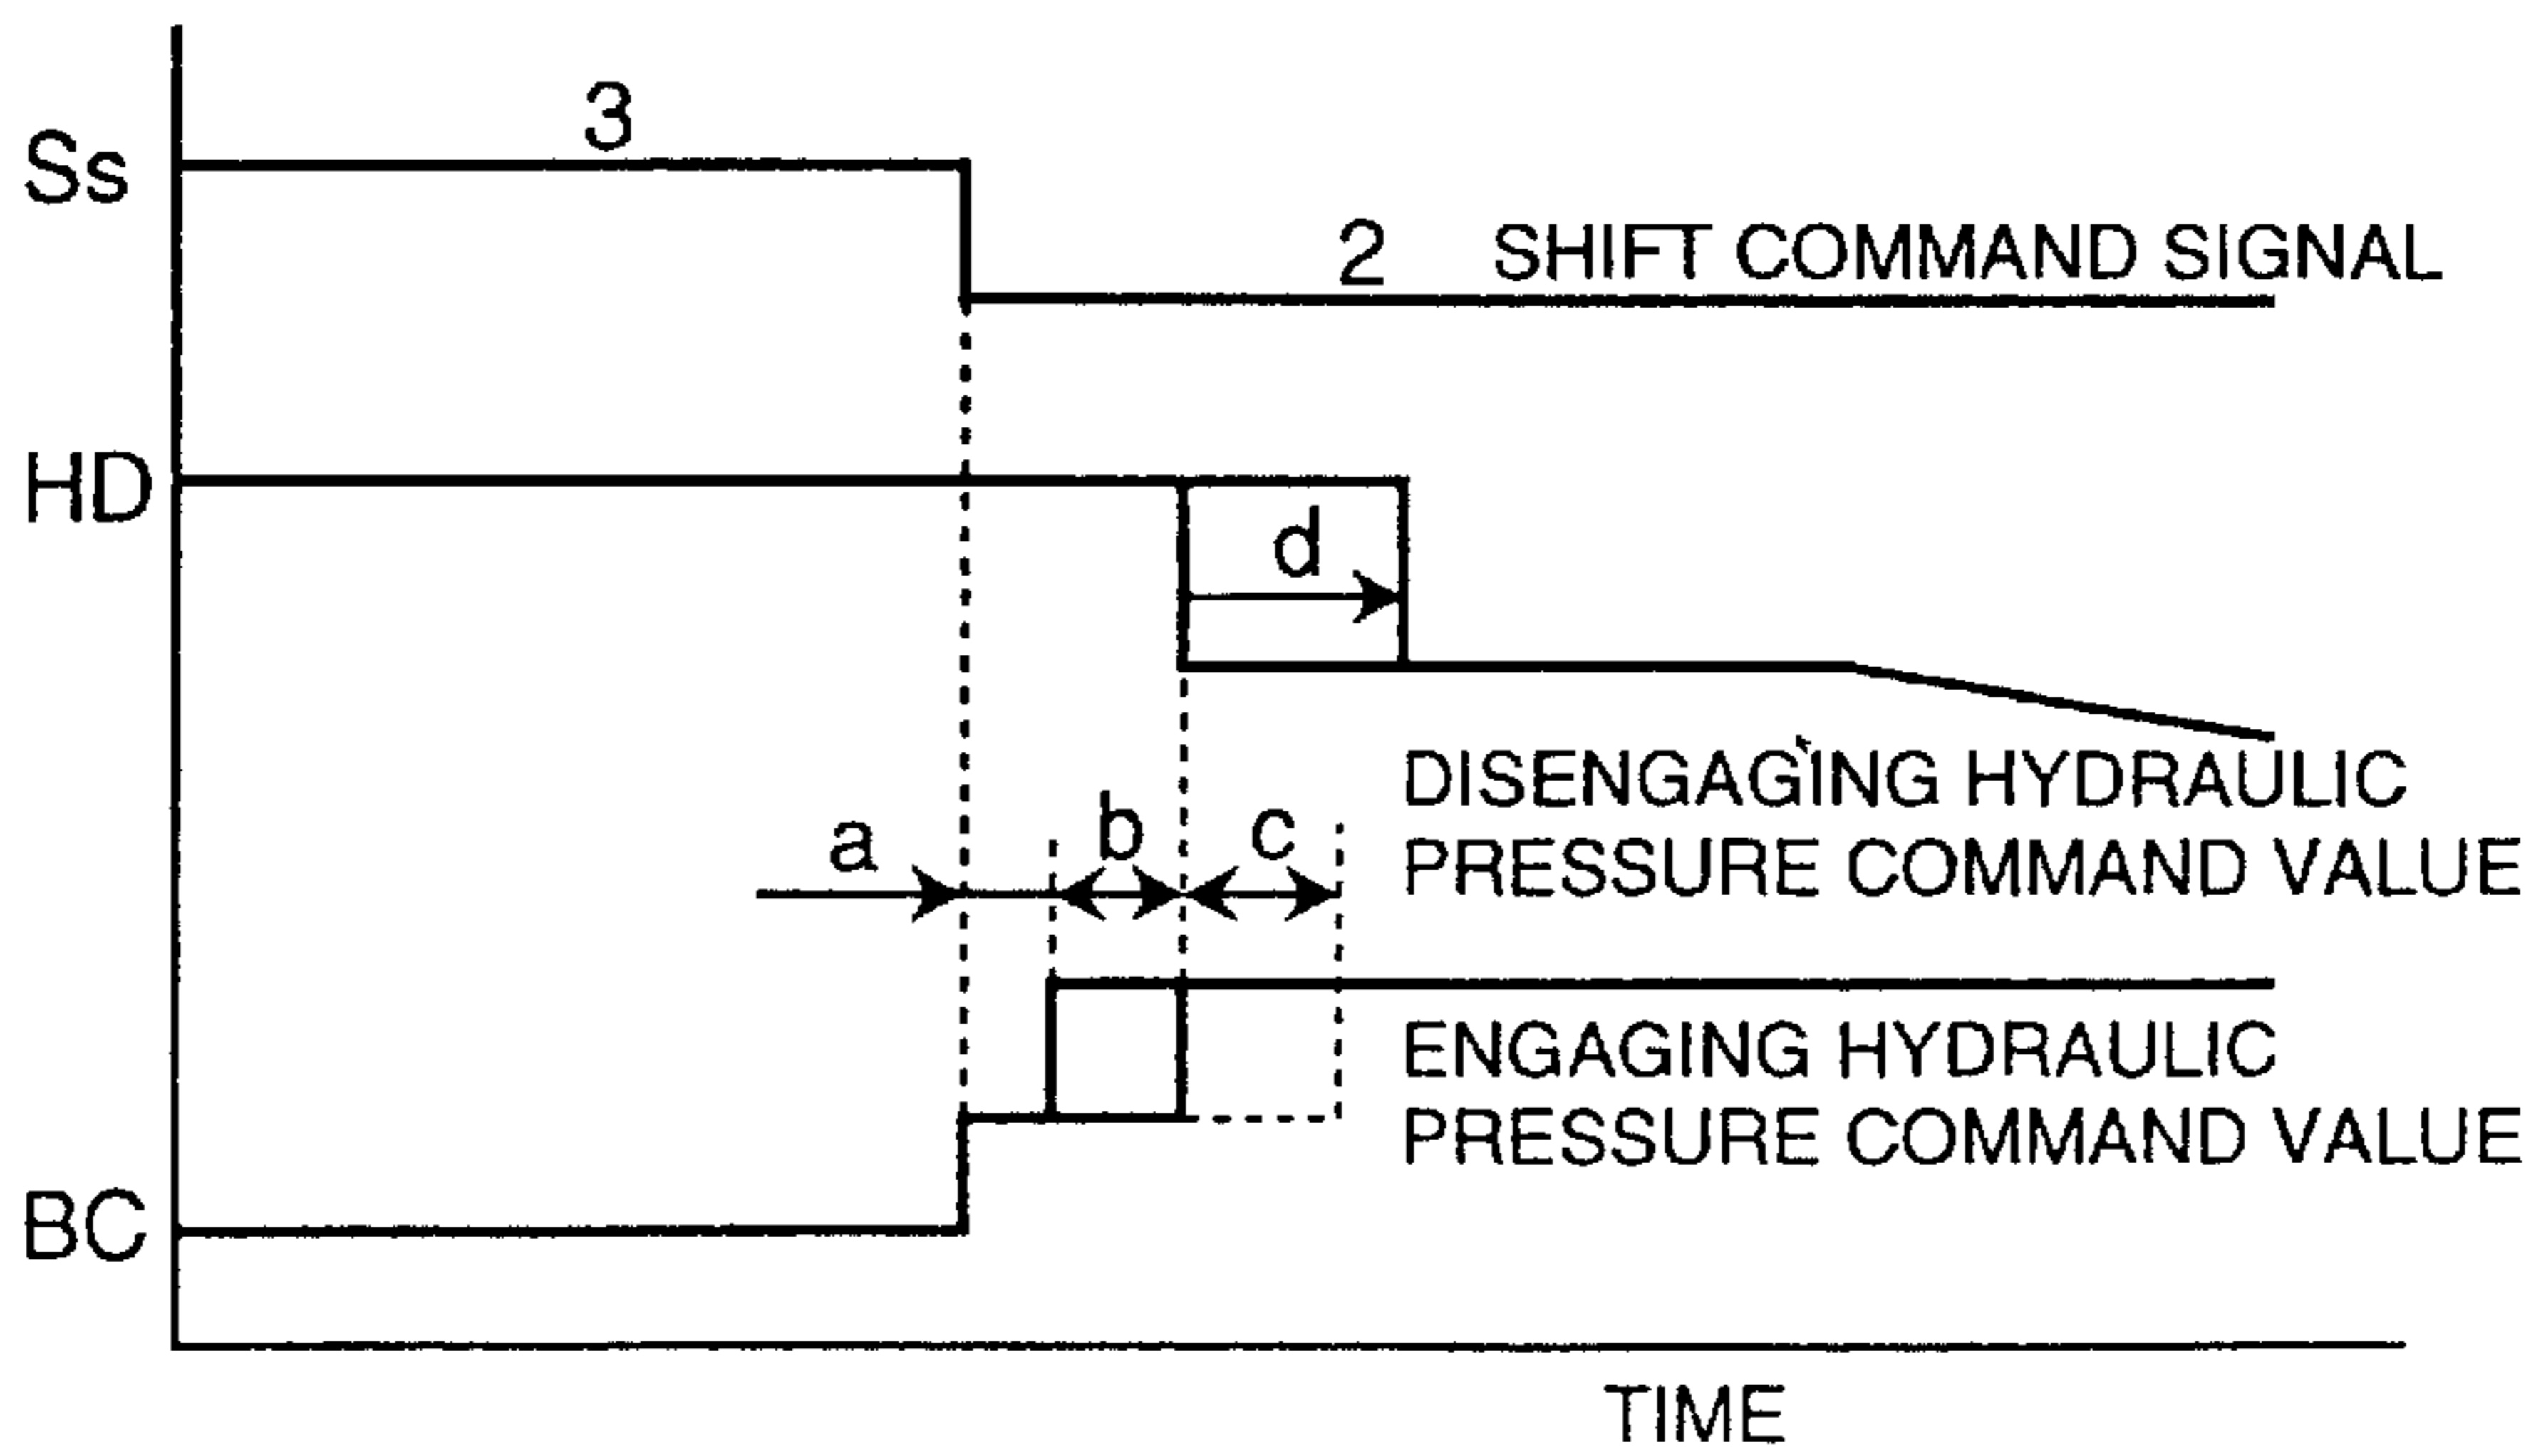 3
Ss
2 SHIFT COMMAND SIGNAL
HD
d
DISENGAGING HYDRAULIC
PRESSURE COMMAND VALUE
a b c
ENGAGING HYDRAULIC
PRESSURE COMMAND VALUE
BC
TIME